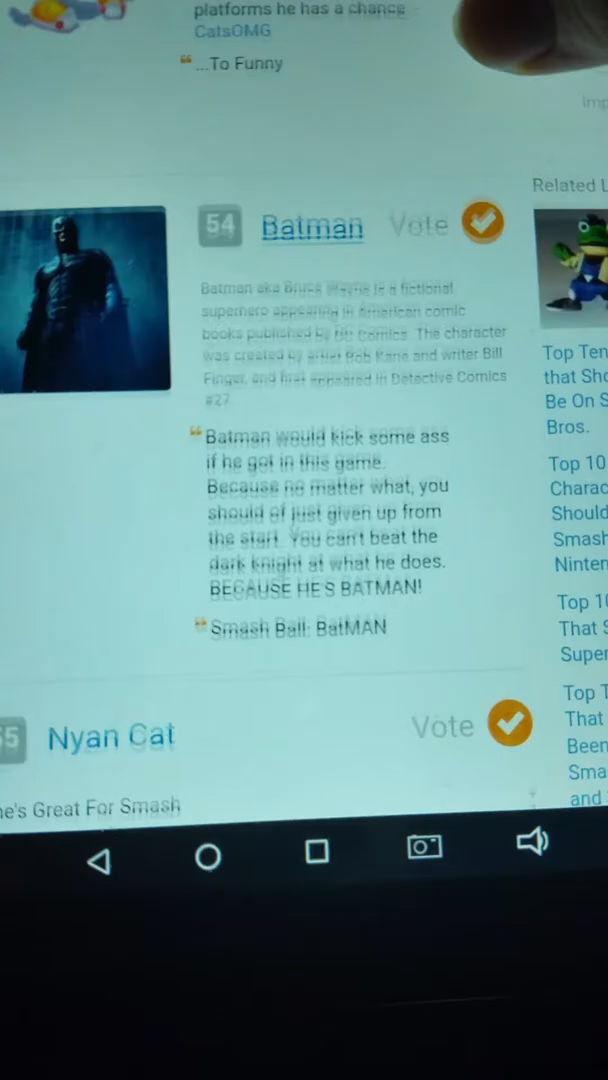 platforms he has a chance -
CatsOMG
“ ...To Funny
Imp
Related L
54 Batman Vote
Batman aka Bruce Wayne is a fictional
superhero appearing in American comic
books published by DC Comics. The character
was created by artist Bob Kane and writer Bill
Finger, and first appeared in Detective Comics
#27.
“ Batman would kick some ass
if he got in this game.
Because no matter what, you
should of just given up from
the start. You can't beat the
dark knight at what he does.
BECAUSE HE'S BATMAN!
“ Smash Ball: BatMAN
Top Ten
that Sho
Be On S
Bros.
Top 10
Charac
Should
Smash
Ninten
Top 10
That S
Super
Top T
That
Been
Sma
and
55 Nyan Cat Vote
he's Great For Smash